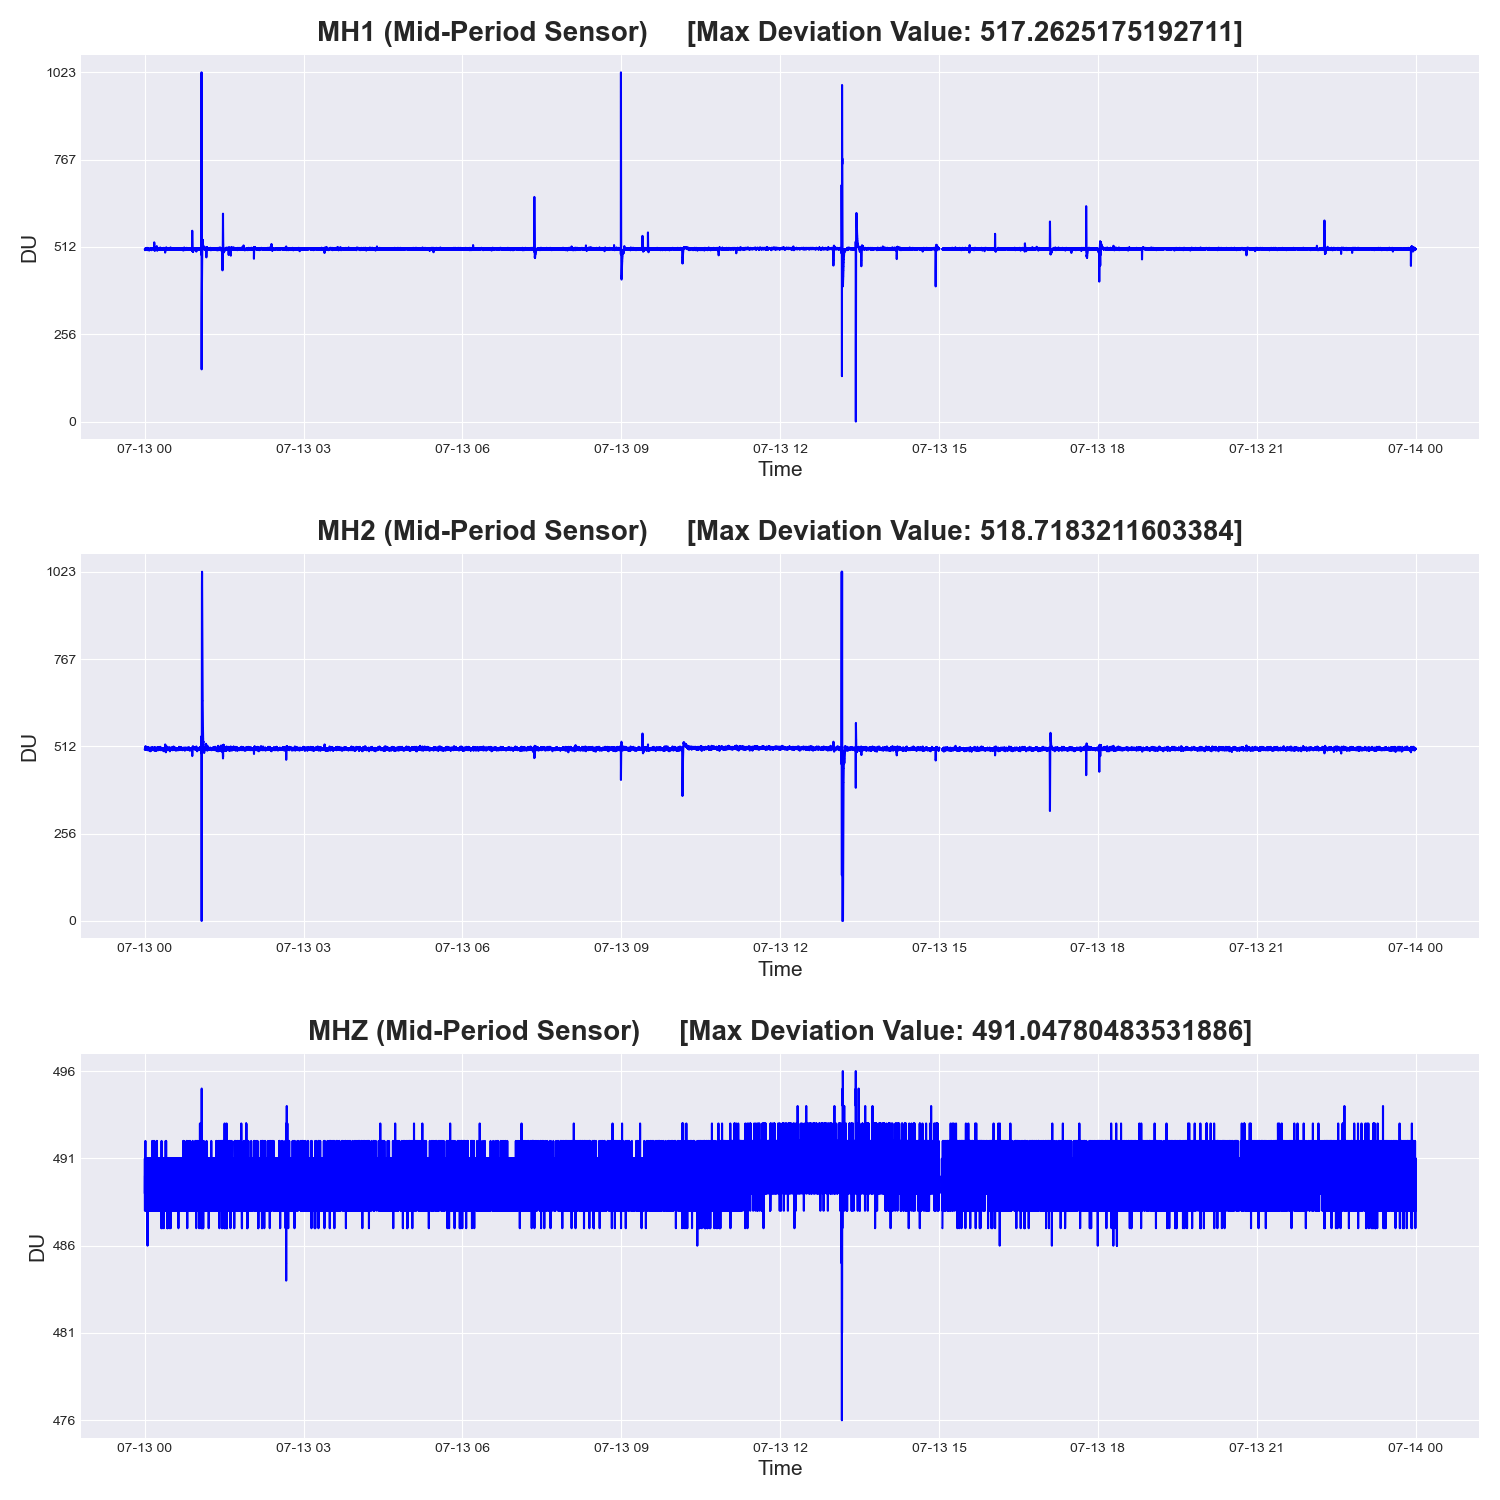 MH1 (Mid-Period Sensor) [Max Deviation Value: 517.2625175192711]
1023
767
512
256
0
DU
07-13 00 07-13 03 07-13 06 07-13 09 07-13 12 07-13 15 07-13 18 07-13 21 07-14 00
Time
MH2 (Mid-Period Sensor) [Max Deviation Value: 518.7183211603384]
1023
767
512
256
0
DU
07-13 00 07-13 03 07-13 06 07-13 09 07-13 12 07-13 15 07-13 18 07-13 21 07-14 00
Time
MHZ (Mid-Period Sensor) [Max Deviation Value: 491.04780483531886]
496
491
486
481
476
DU
07-13 00 07-13 03 07-13 06 07-13 09 07-13 12 07-13 15 07-13 18 07-13 21 07-14 00
Time